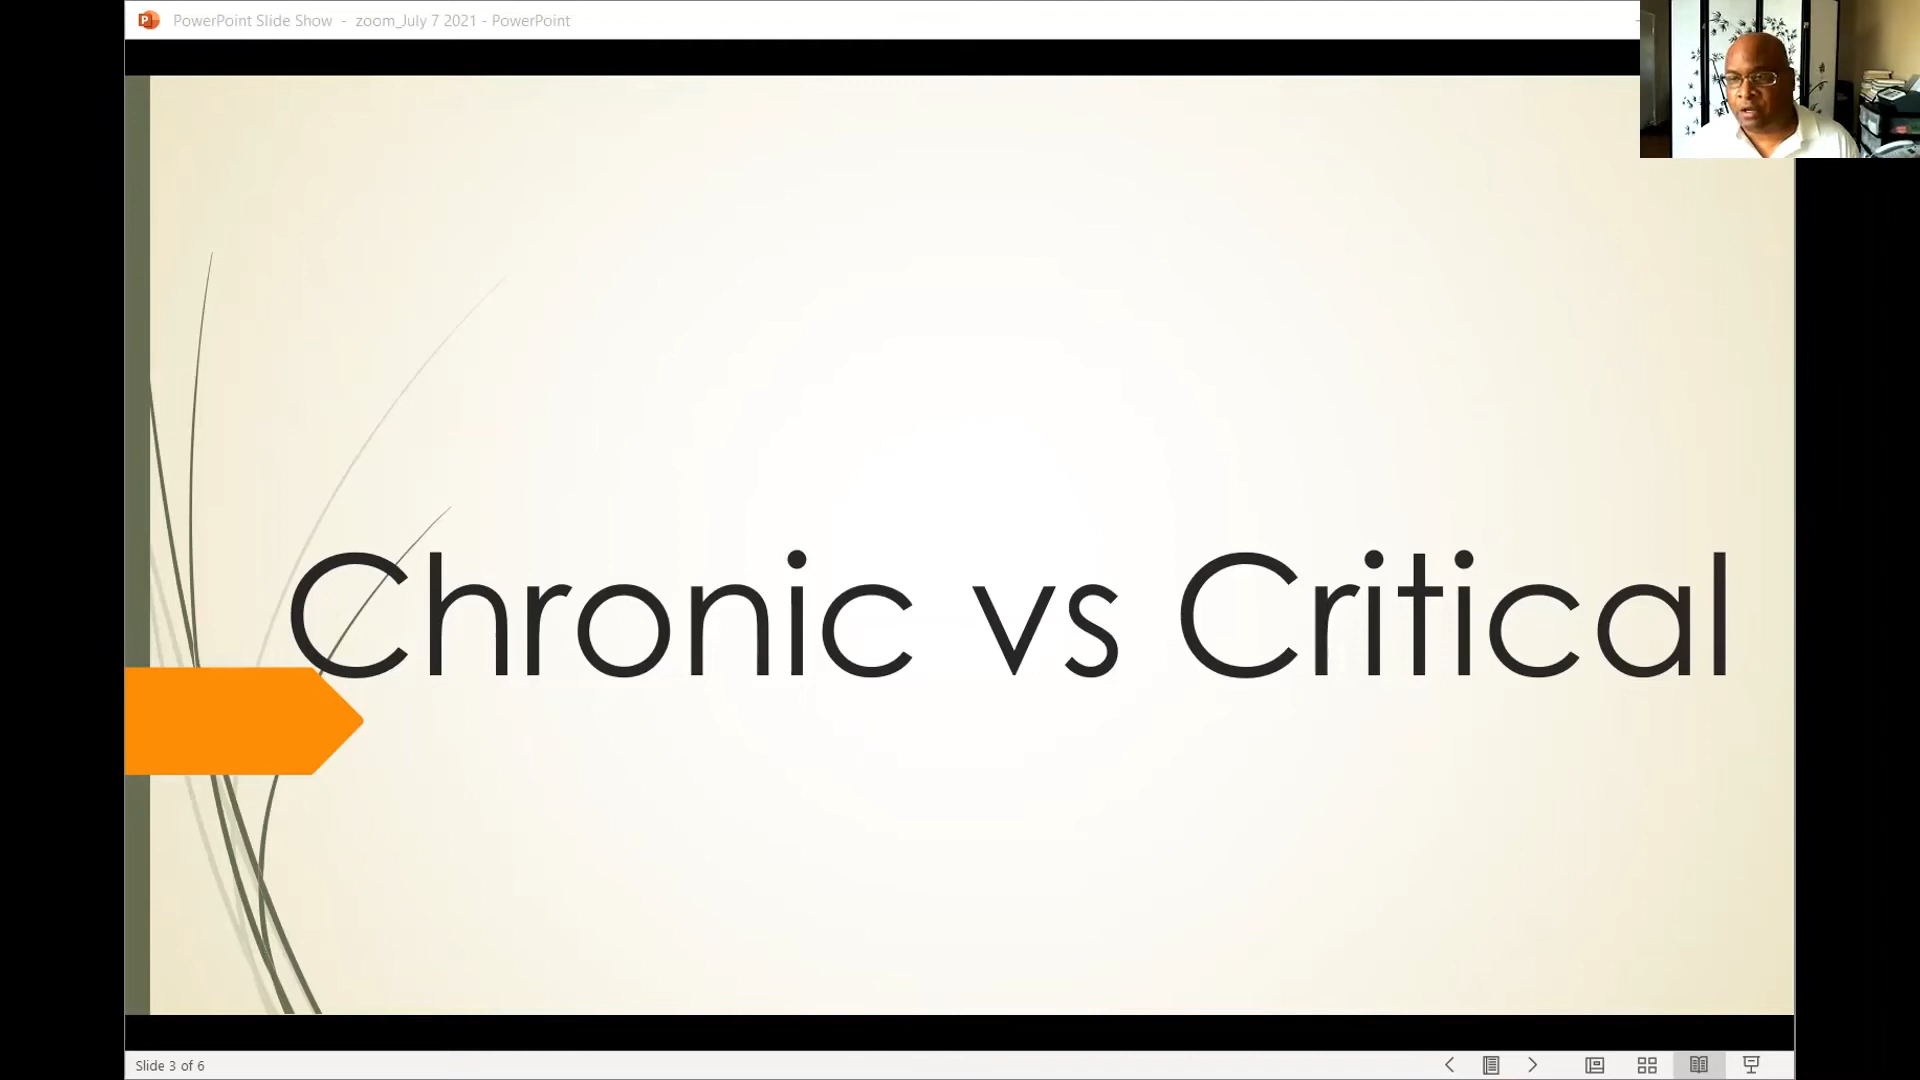 PowerPoint Slide Show - zoom_July 7 2021 - PowerPoint
Chronic vs Critical
Slide 3 of 6